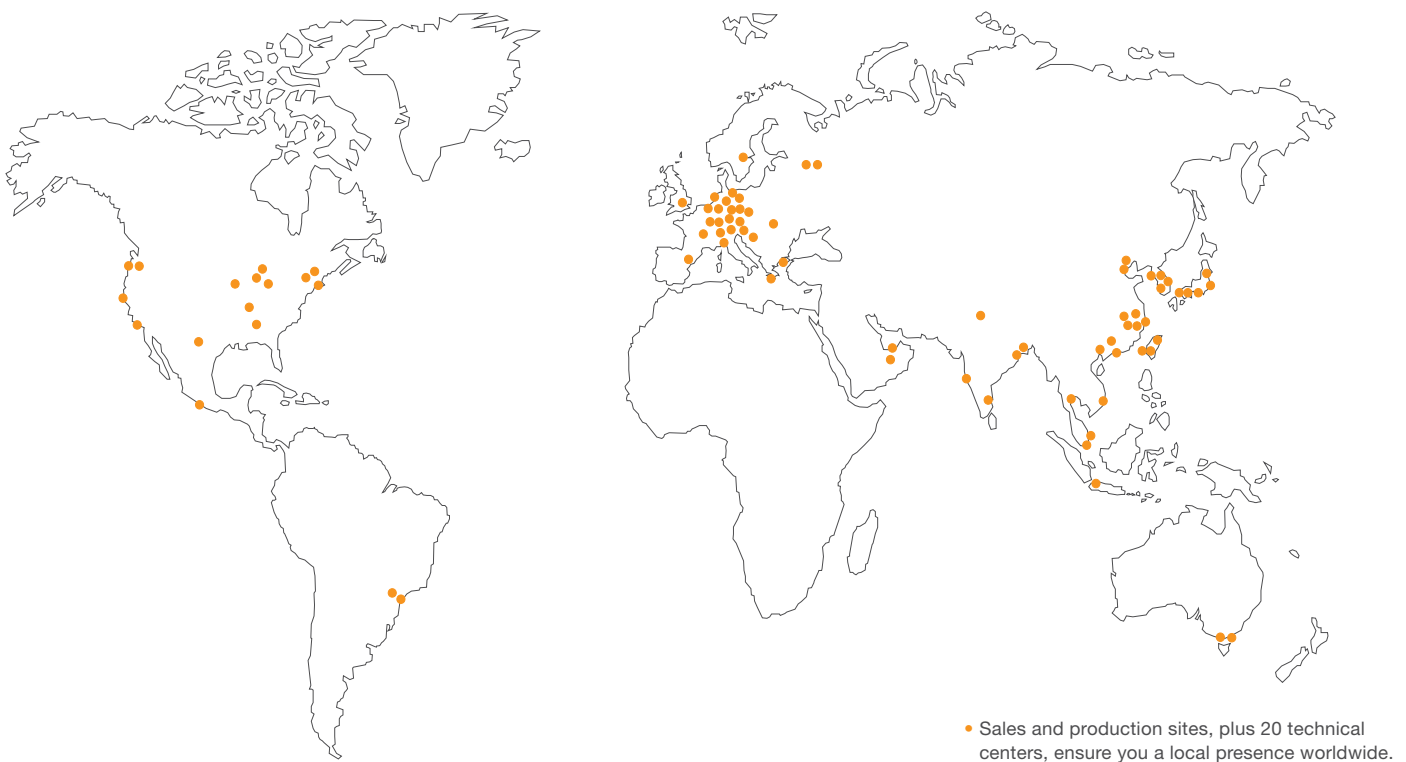 Sales and production sites, plus 20 technical
centers, ensure you a local presence worldwide.